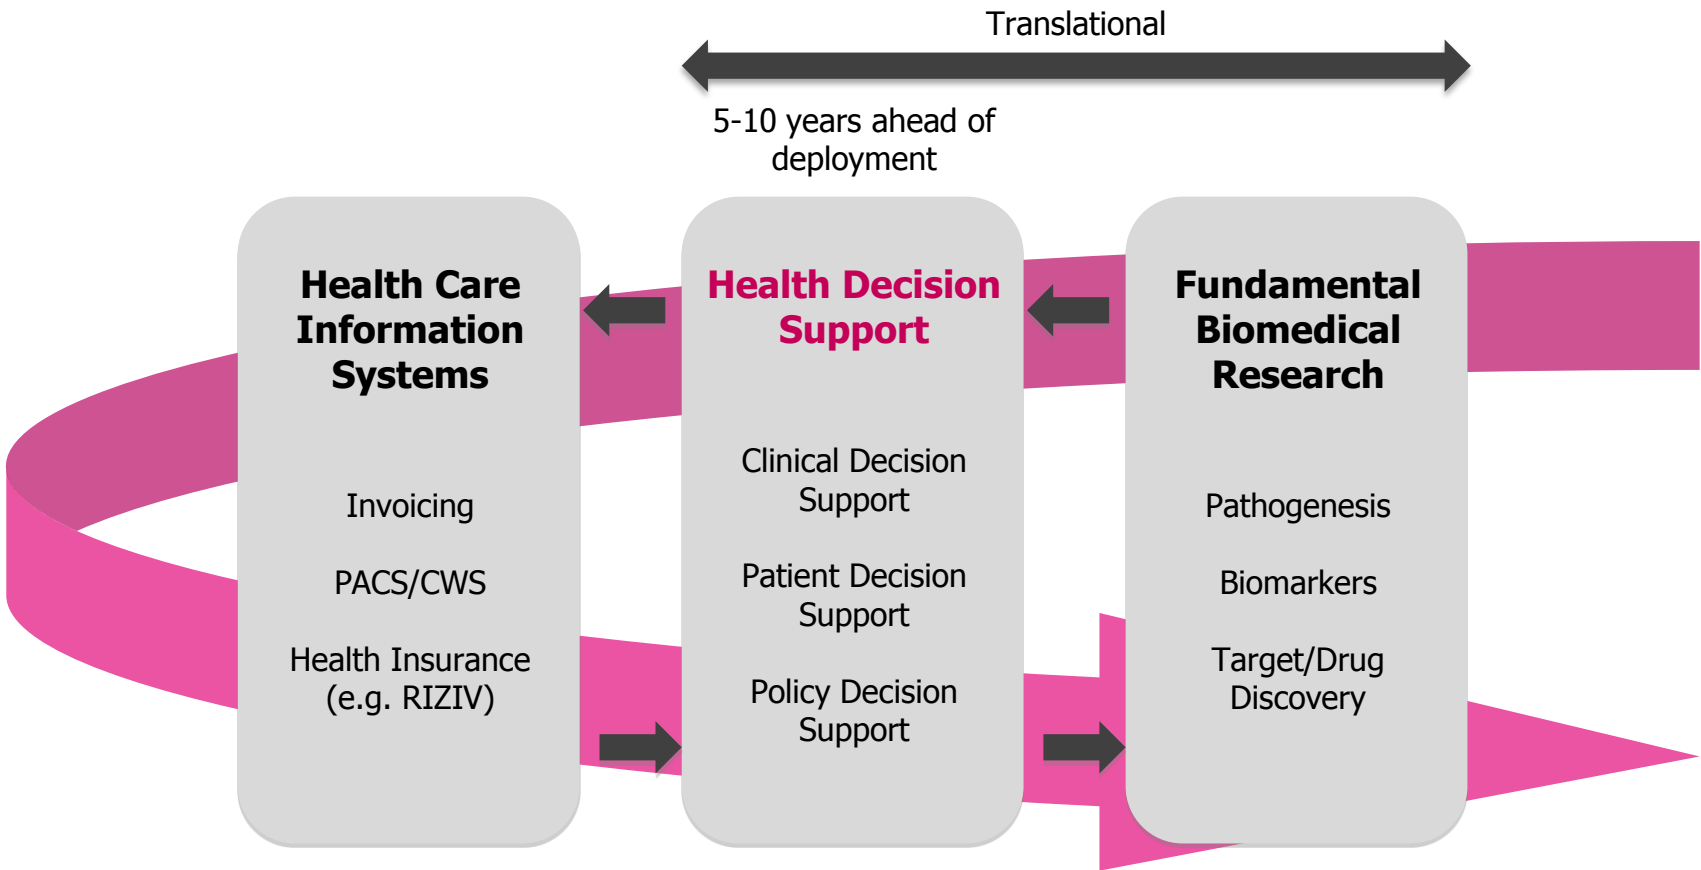 Translational
5-10 years ahead of
deployment
Health Care
Information
Systems
Invoicing
PACS/CWS
Health Insurance
(e.g. RIZIV)
Health Decision
Support
Clinical Decision
Support
Patient Decision
Support
Policy Decision
Support
Fundamental
Biomedical
Research
Pathogenesis
Biomarkers
Target/Drug
Discovery